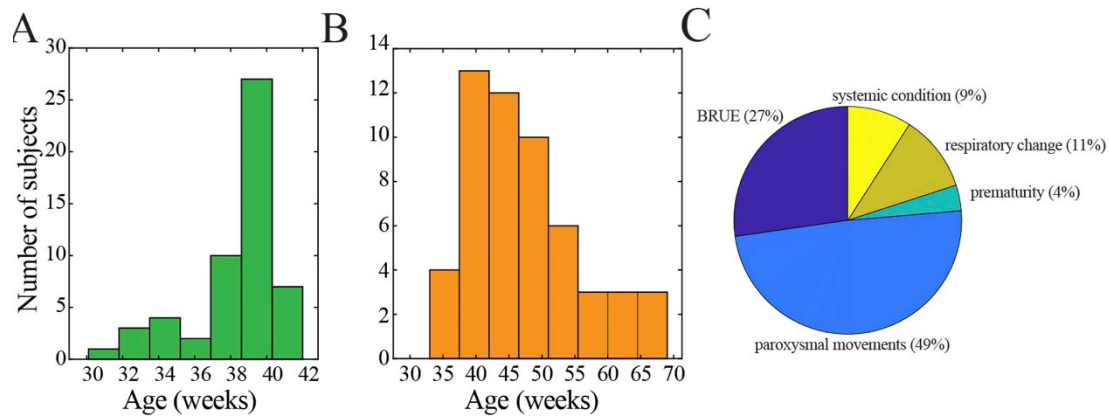 A
B
C
30
25
20
15
10
5
0
Number of subjects
30 32 34 36 38 40 42
Age (weeks)
14
12
10
8
6
4
2
0
30 35 40 45 50 55 60 65 70
Age (weeks)
systemic condition (9%)
BRUE (27%)
respiratory change (11%)
prematurity (4%)
paroxysmal movements (49%)